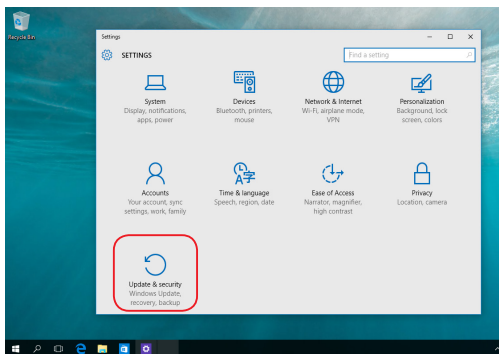 Recycle Bin
Settings
SETTINGS
Find a setting
System
Display, notifications,
apps, power
Devices
Bluetooth, printers,
mouse
Network & Internet
Wi-Fi, airplane mode,
VPN
Personalization
Background, lock
screen, colors
Accounts
Your account, sync
settings, work, family
Time & language
Speech, region, date
Ease of Access
Narrator, magnifier,
high contrast
Privacy
Location, camera
Update & security
Windows Update,
recovery, backup